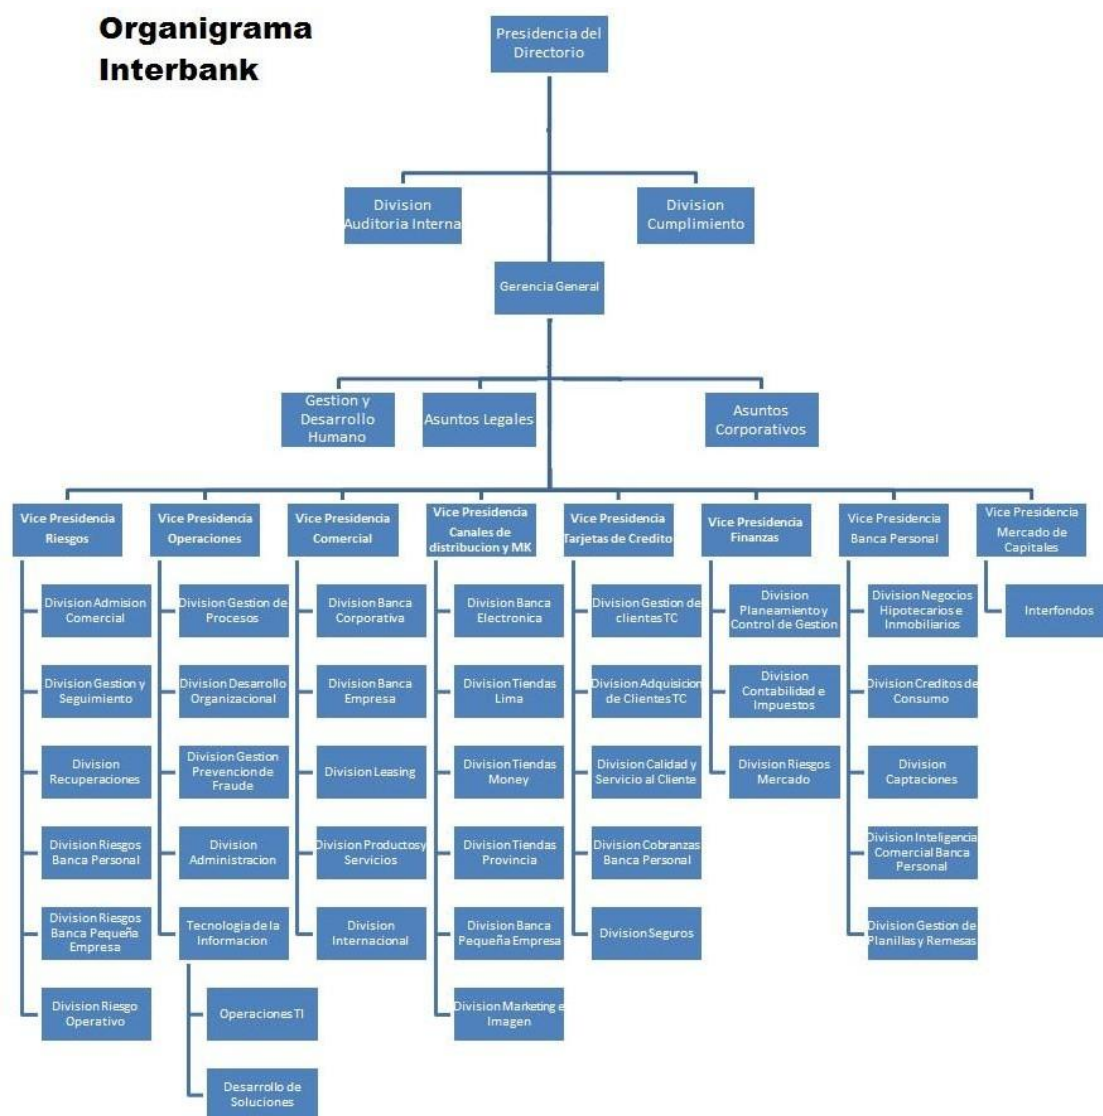 Organigrama
Interbank
Presidencia del
Directorio
Division
Auditoria Interna
Division
Cumplimiento
Gerencia General
Gestion y
Desarrollo
Humano
Asuntos Legales
Asuntos
Corporativos
Vice Presidencia
Riesgos
Vice Presidencia
Operaciones
Vice Presidencia
Comercial
Vice Presidencia
Canales de
distribucion y MK
Vice Presidencia
Tarjetas de Credito
Vice Presidencia
Finanzas
Vice Presidencia
Banca Personal
Vice Presidencia
Mercado de
Capitales
Division Admision
Comercial
Division Gestion y
Seguimiento
Division
Recuperaciones
Division Riesgos
Banca Personal
Division Riesgos
Banca Pequeña
Empresa
Division Riesgo
Operativo
Division Gestion de
Procesos
Division Desarrollo
Organizacional
Division Gestion
Prevencion de
Fraude
Division
Administracion
Tecnologia de la
Informacion
Operaciones TI
Desarrollo de
Soluciones
Division Banca
Corporativa
Division Banca
Empresa
Division Leasing
Division Productos y
Servicios
Division
Internacional
Division Banca
Electronica
Division Tiendas
Lima
Division Tiendas
Money
Division Tiendas
Provincia
Division Banca
Pequeña Empresa
Division Marketing e
Imagen
Division Gestion de
clientes TC
Division Adquisicion
de Clientes TC
Division Calidad y
Servicio al Cliente
Division Cobranzas
Banca Personal
Division Seguros
Division
Planeamiento y
Control de Gestion
Division
Contabilidad e
Impuestos
Division Riesgos
Mercado
Division Negocios
Hipotecarios e
Inmobiliarios
Division Creditos de
Consumo
Division
Captaciones
Division Inteligencia
Comercial Banca
Personal
Division Gestion de
Planillas y Remesas
Interfondos